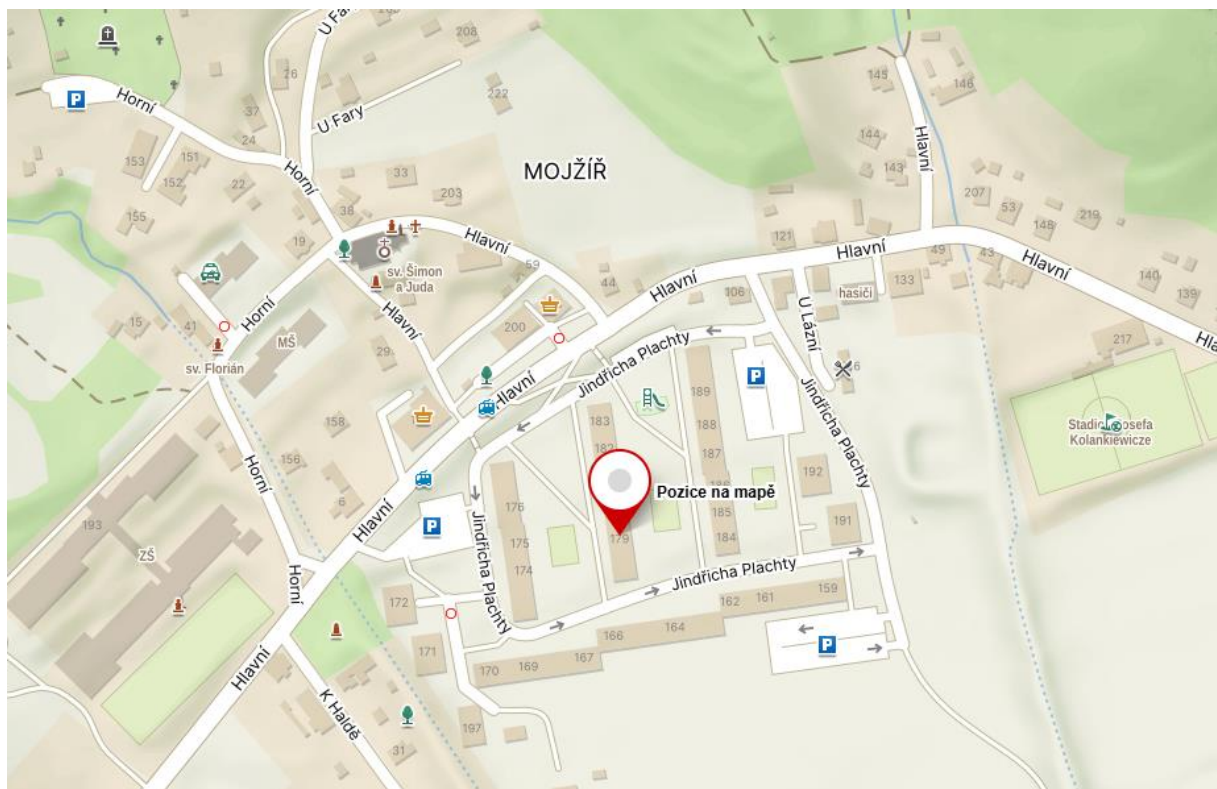 U Fary
208
26
145
146
Horní
222
37
U Fary
24
144
153
151
Hlavní
143
152
22
Horní
33
MOJŽÍŘ
207
203
53
155
38
148
219
19
Hlavní
121
Hlavní
sv. Šimon
a Juda
59
49
43
Hlavní
44
Hlavní
106
hasiči
133
140
139
15
41
Horní
200
U Lázní
MŠ
29
Jindřicha Plachty
217
sv. Florián
Hlavní
189
Jindřicha Plachty
Hlavní
183
188
Kolankiewicze
158
182
187
156
Pozice na mapě
192
Horní
6
176
185
191
193
Hlavní
175
179
184
ZŠ
174
Jindřicha Plachty
Jindřicha Plachty
Horní
172
162
161
159
166
164
171
170
169
167
Hlavní
K Haldě
197
31